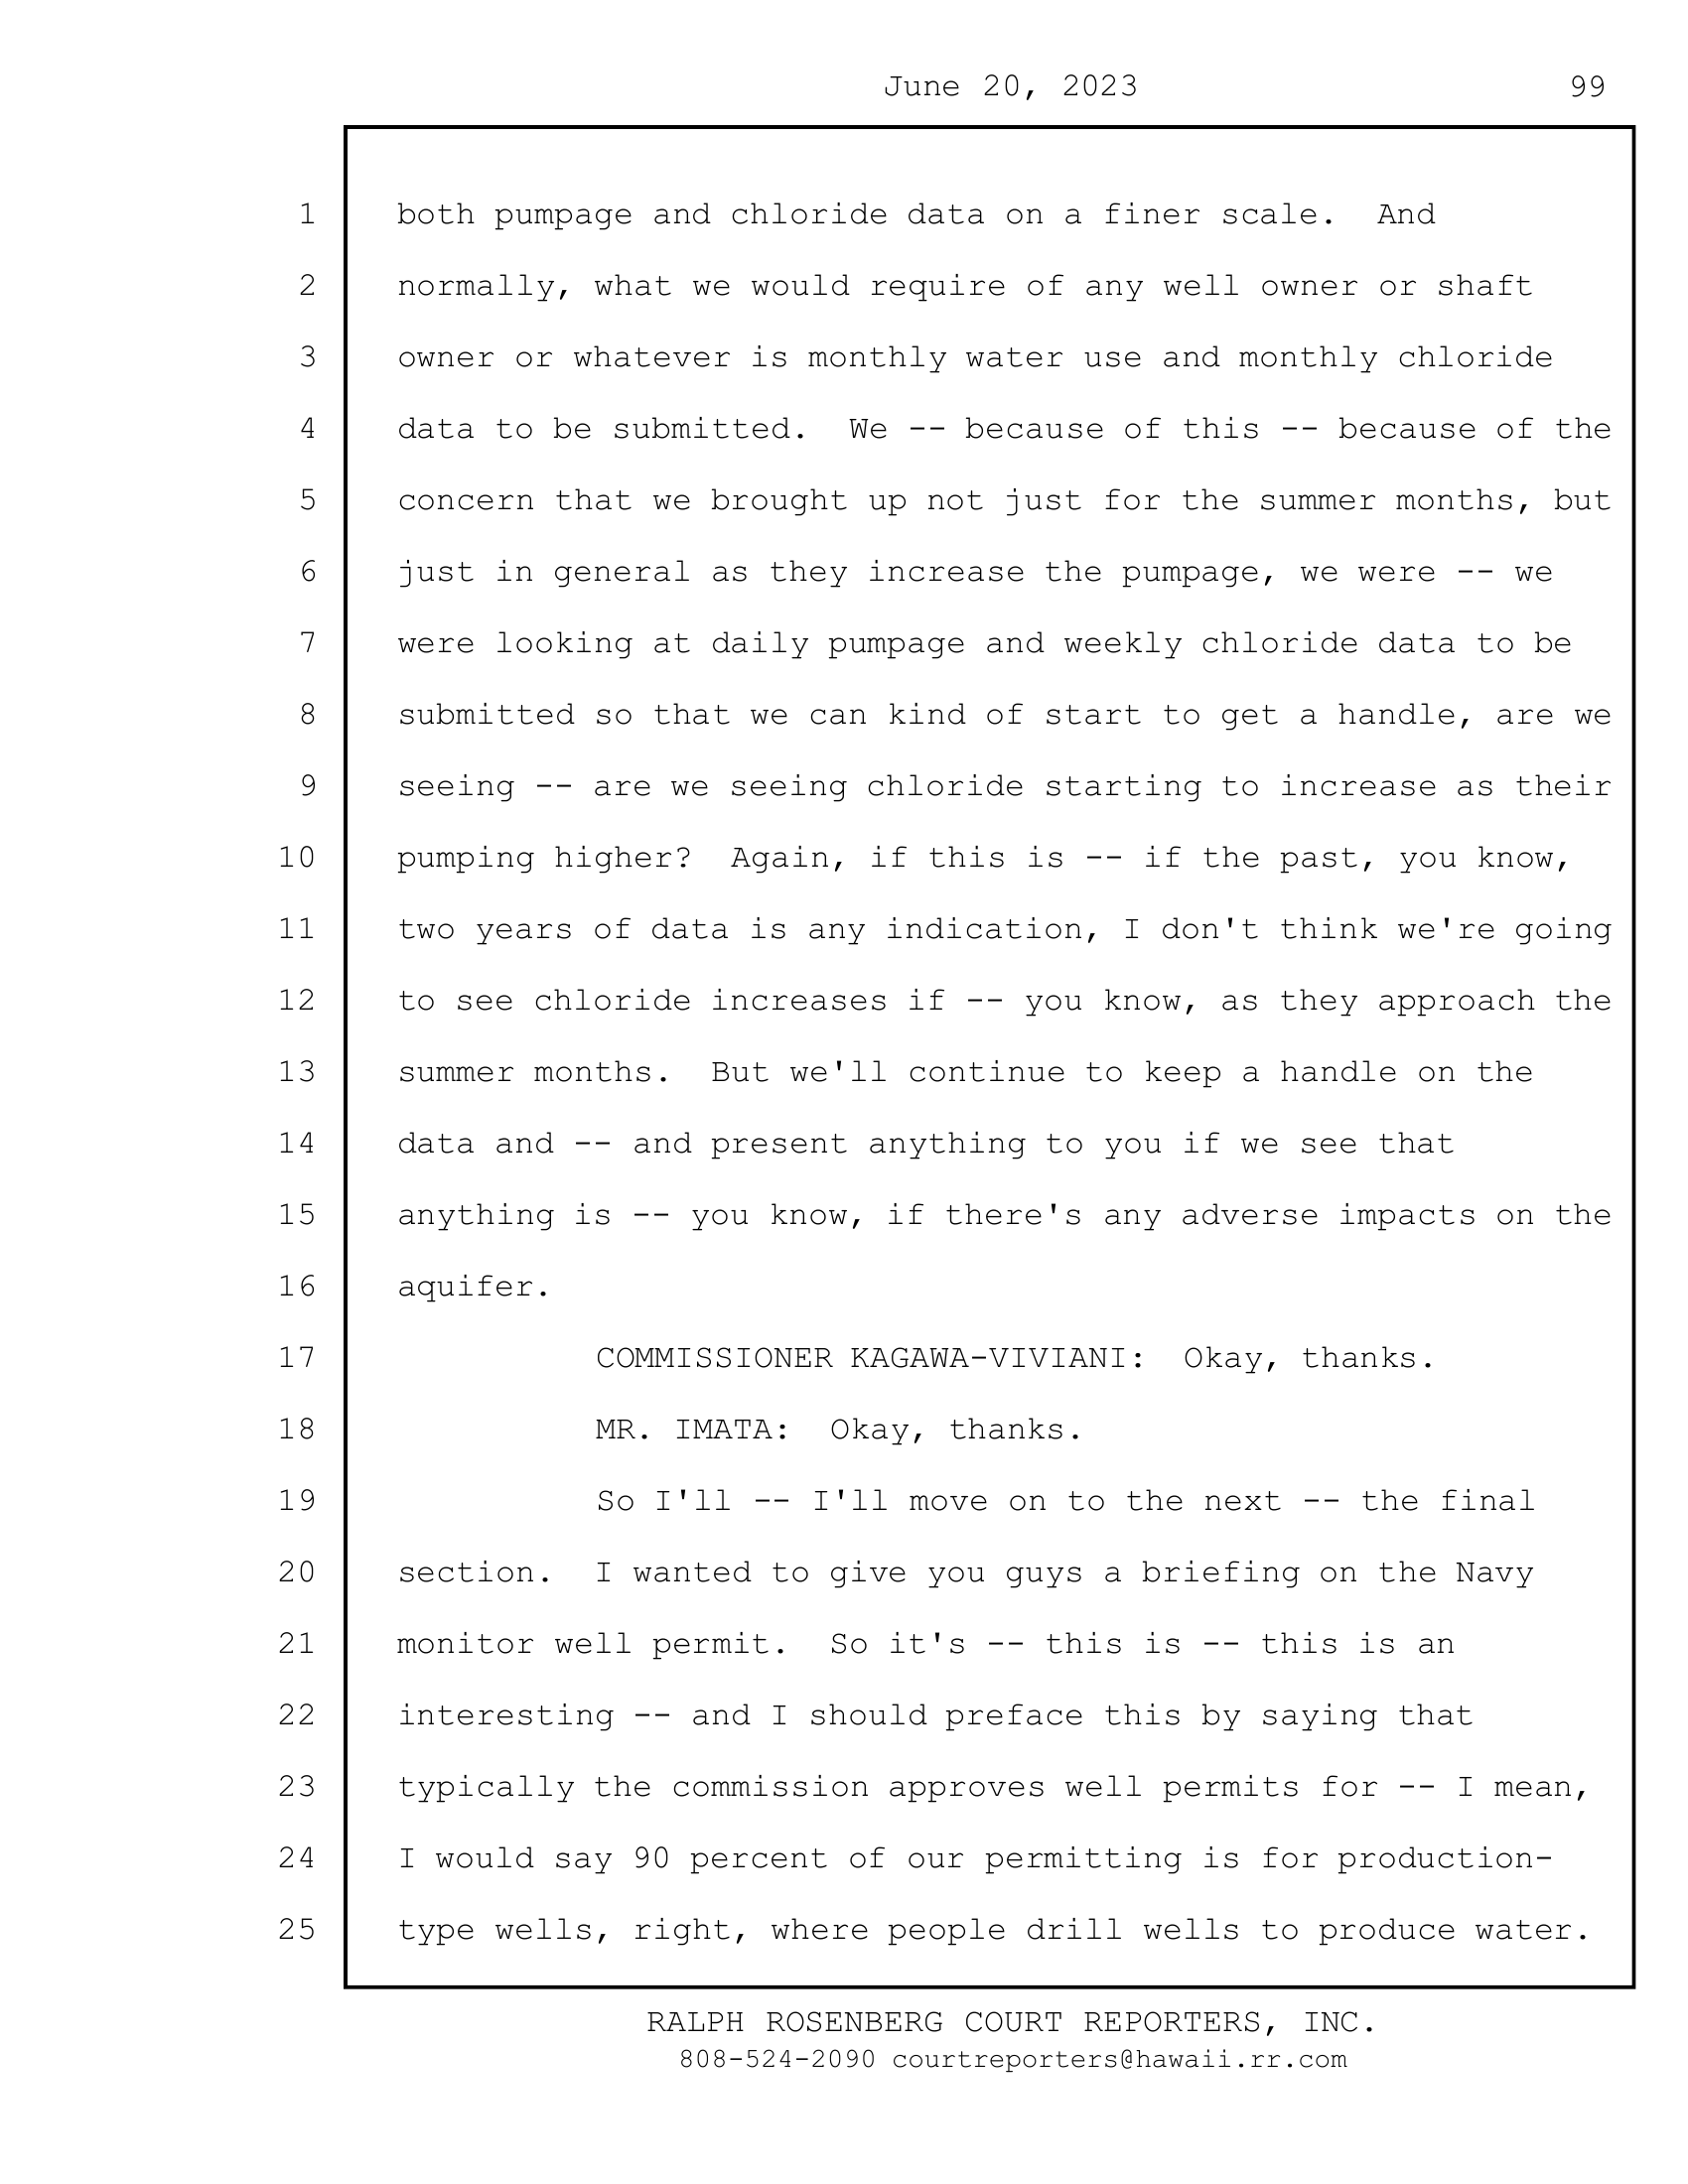 June 20, 2023 99
1 both pumpage and chloride data on a finer scale.  And
2 normally, what we would require of any well owner or shaft
3 owner or whatever is monthly water use and monthly chloride
4 data to be submitted.  We -- because of this -- because of the
5 concern that we brought up not just for the summer months, but
6 just in general as they increase the pumpage, we were -- we
7 were looking at daily pumpage and weekly chloride data to be
8 submitted so that we can kind of start to get a handle, are we
9 seeing -- are we seeing chloride starting to increase as their
10 pumping higher?  Again, if this is -- if the past, you know,
11 two years of data is any indication, I don't think we're going
12 to see chloride increases if -- you know, as they approach the
13 summer months.  But we'll continue to keep a handle on the
14 data and -- and present anything to you if we see that
15 anything is -- you know, if there's any adverse impacts on the
16 aquifer.
17 COMMISSIONER KAGAWA-VIVIANI:  Okay, thanks.
18 MR. IMATA:  Okay, thanks.
19 So I'll -- I'll move on to the next -- the final
20 section.  I wanted to give you guys a briefing on the Navy
21 monitor well permit.  So it's -- this is -- this is an
22 interesting -- and I should preface this by saying that
23 typically the commission approves well permits for -- I mean,
24 I would say 90 percent of our permitting is for production-
25 type wells, right, where people drill wells to produce water.
RALPH ROSENBERG COURT REPORTERS, INC.
808-524-2090 courtreporters@hawaii.rr.com